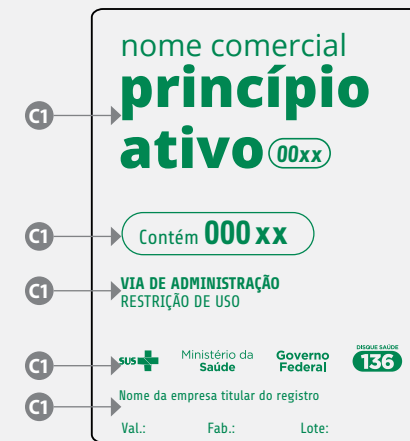 nome comercial
C1 princípio
ativo 00xx
C1 Contém 000 xx
C1 VIA DE ADMINISTRAÇÃO
RESTRIÇÃO DE USO
DISQUE SAÚDE
C1 SUS Ministério da Saúde Governo Federal 136
C1 Nome da empresa titular do registro
Val.: Fab.: Lote: